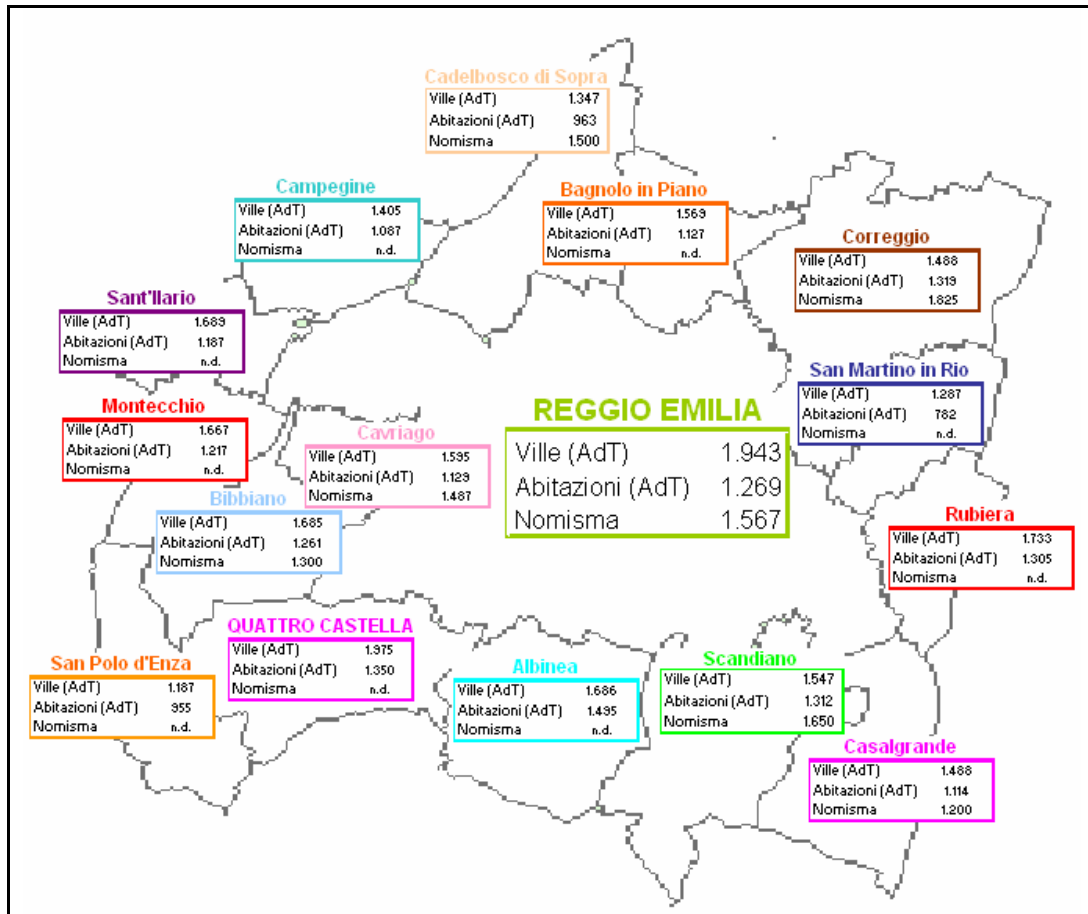 Cadelbosco di Sopra
Ville (AdT) 1.347
Abitazioni (AdT) 963
Nomisma 1.500
Campegine
Ville (AdT) 1.405
Abitazioni (AdT) 1.087
Nomisma n.d.
Bagnolo in Piano
Ville (AdT) 1.569
Abitazioni (AdT) 1.127
Nomisma n.d.
Correggio
Ville (AdT) 1.488
Abitazioni (AdT) 1.319
Nomisma 1.825
Sant'Ilario
Ville (AdT) 1.689
Abitazioni (AdT) 1.187
Nomisma n.d.
San Martino in Rio
Ville (AdT) 1.287
Abitazioni (AdT) 782
Nomisma n.d.
Montecchio
Ville (AdT) 1.667
Abitazioni (AdT) 1.217
Nomisma n.d.
REGGIO EMILIA
Ville (AdT) 1.943
Abitazioni (AdT) 1.269
Nomisma 1.567
Cavriago
Ville (AdT) 1.595
Abitazioni (AdT) 1.129
Nomisma 1.487
Bibbiano
Ville (AdT) 1.685
Abitazioni (AdT) 1.261
Nomisma 1.300
Rubiera
Ville (AdT) 1.733
Abitazioni (AdT) 1.305
Nomisma n.d.
QUATTRO CASTELLA
Ville (AdT) 1.975
Abitazioni (AdT) 1.350
Nomisma n.d.
San Polo d'Enza
Ville (AdT) 1.187
Abitazioni (AdT) 955
Nomisma n.d.
Albinea
Ville (AdT) 1.686
Abitazioni (AdT) 1.495
Nomisma n.d.
Scandiano
Ville (AdT) 1.547
Abitazioni (AdT) 1.312
Nomisma 1.650
Casalgrande
Ville (AdT) 1.488
Abitazioni (AdT) 1.114
Nomisma 1.200